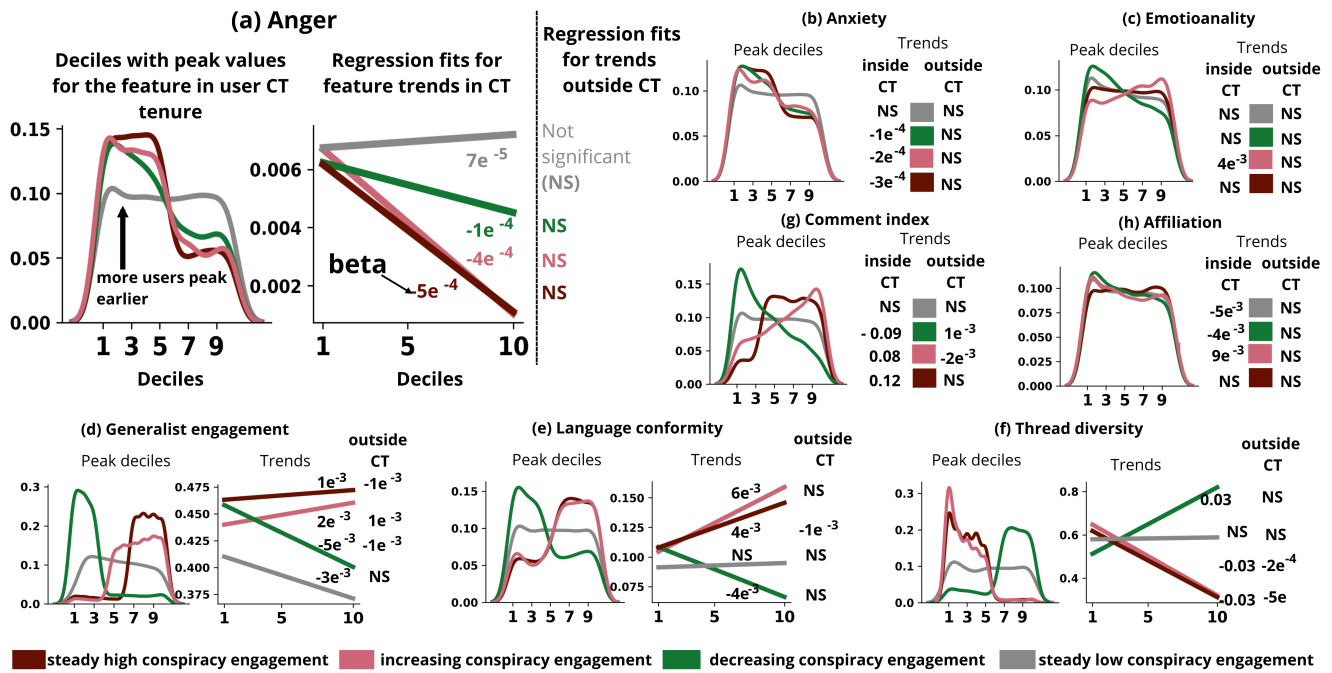 (a) Anger
Deciles with peak values
for the feature in user CT
tenure
0.15
0.10
0.05
0.00
more users peak
earlier
1 3 5 7 9
Deciles
Regression fits for
feature trends in CT
0.006
0.004
0.002
7e -5
-1e -4
-4e -4
beta
-5e -4
1 5 10
Deciles
Regression fits
for trends
outside CT
Not
significant
(NS)
NS
NS
NS
(b) Anxiety
Peak deciles
Trends
inside outside
CT CT
0.10
0.05
0.00
1 3 5 7 9
NS NS
-1e-4 NS
-2e-4 NS
-3e-4 NS
(c) Emotioanality
Peak deciles
Trends
inside outside
CT CT
0.10
0.05
0.00
1 3 5 7 9
NS NS
NS NS
4e-3 NS
NS NS
(g) Comment index
Peak deciles
Trends
inside outside
CT CT
0.15
0.10
0.05
0.00
1 3 5 7 9
NS NS
- 0.09 1e-3
0.08 -2e-3
0.12 NS
(h) Affiliation
Peak deciles
Trends
inside outside
CT CT
0.100
0.075
0.050
0.025
0.000
1 3 5 7 9
-5e-3 NS
-4e-3 NS
9e-3 NS
NS NS
(d) Generalist engagement
Peak deciles
Trends
outside
CT
0.3
0.2
0.1
0.0
1 3 5 7 9
0.475
0.450
0.425
0.400
0.375
1 5 10
1e-3 -1e-3
2e-3 1e-3
-5e-3 -1e-3
-3e-3 NS
(e) Language conformity
Peak deciles
Trends
outside
CT
0.15
0.10
0.05
0.00
1 3 5 7 9
0.150
0.125
0.100
0.075
1 5 10
6e-3 NS
4e-3 -1e-3
NS NS
-4e-3 NS
(f) Thread diversity
Peak deciles
Trends
outside
CT
0.3
0.2
0.1
0.0
1 3 5 7 9
0.8
0.6
0.4
1 5 10
0.03 NS
NS NS
-0.03 -2e-4
-0.03 -5e
steady high conspiracy engagement
increasing conspiracy engagement
decreasing conspiracy engagement
steady low conspiracy engagement